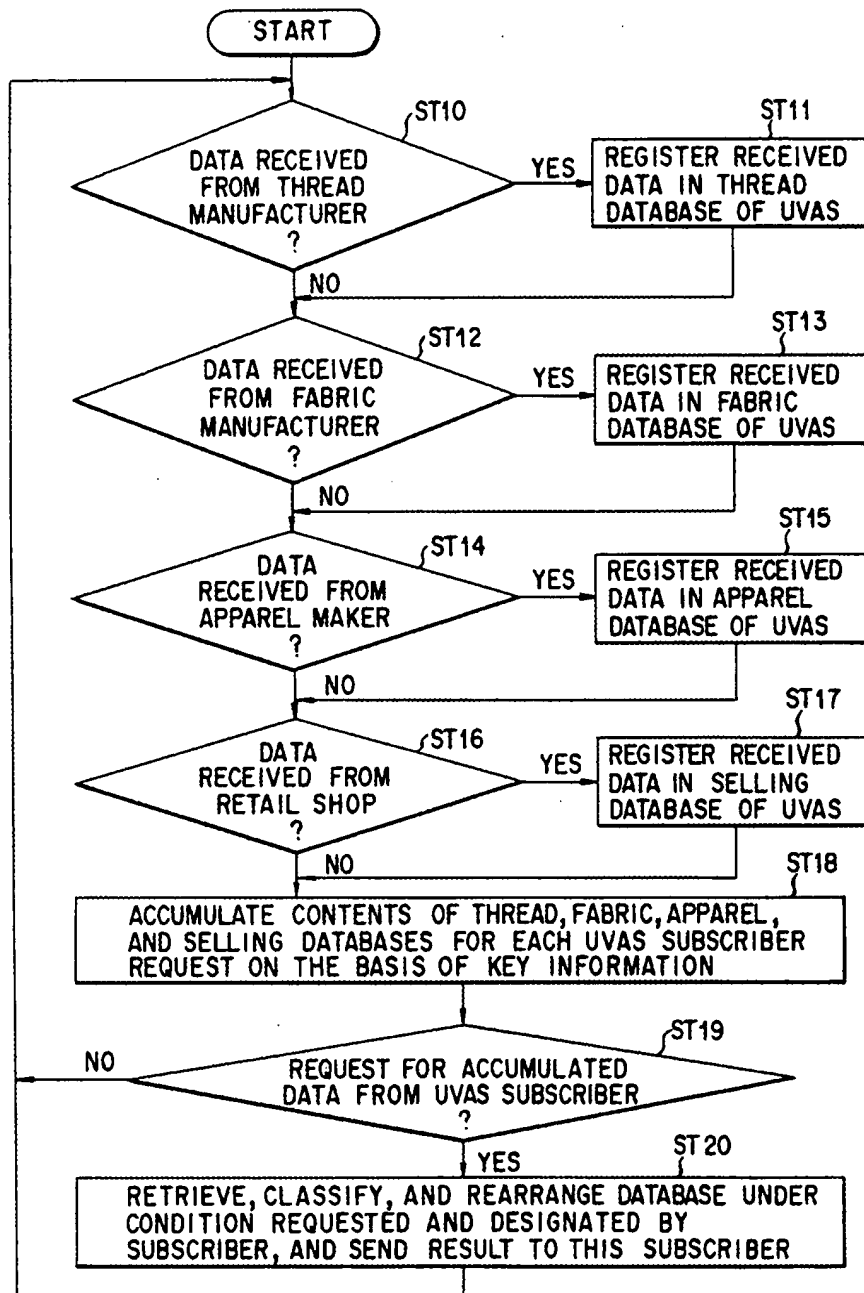 START
ST10
DATA RECEIVED
FROM THREAD
MANUFACTURER
?
YES
ST11
REGISTER RECEIVED
DATA IN THREAD
DATABASE OF UVAS
NO
ST12
DATA RECEIVED
FROM FABRIC
MANUFACTURER
?
YES
ST13
REGISTER RECEIVED
DATA IN FABRIC
DATABASE OF UVAS
NO
ST14
DATA
RECEIVED FROM
APPAREL MAKER
?
YES
ST15
REGISTER RECEIVED
DATA IN APPAREL
DATABASE OF UVAS
NO
ST16
DATA
RECEIVED FROM
RETAIL SHOP
?
YES
ST17
REGISTER RECEIVED
DATA IN SELLING
DATABASE OF UVAS
NO
ST18
ACCUMULATE CONTENTS OF THREAD, FABRIC, APPAREL,
AND SELLING DATABASES FOR EACH UVAS SUBSCRIBER
REQUEST ON THE BASIS OF KEY INFORMATION
ST19
NO
REQUEST FOR ACCUMULATED
DATA FROM UVAS SUBSCRIBER
?
YES
ST20
RETRIEVE, CLASSIFY, AND REARRANGE DATABASE UNDER
CONDITION REQUESTED AND DESIGNATED BY
SUBSCRIBER, AND SEND RESULT TO THIS SUBSCRIBER